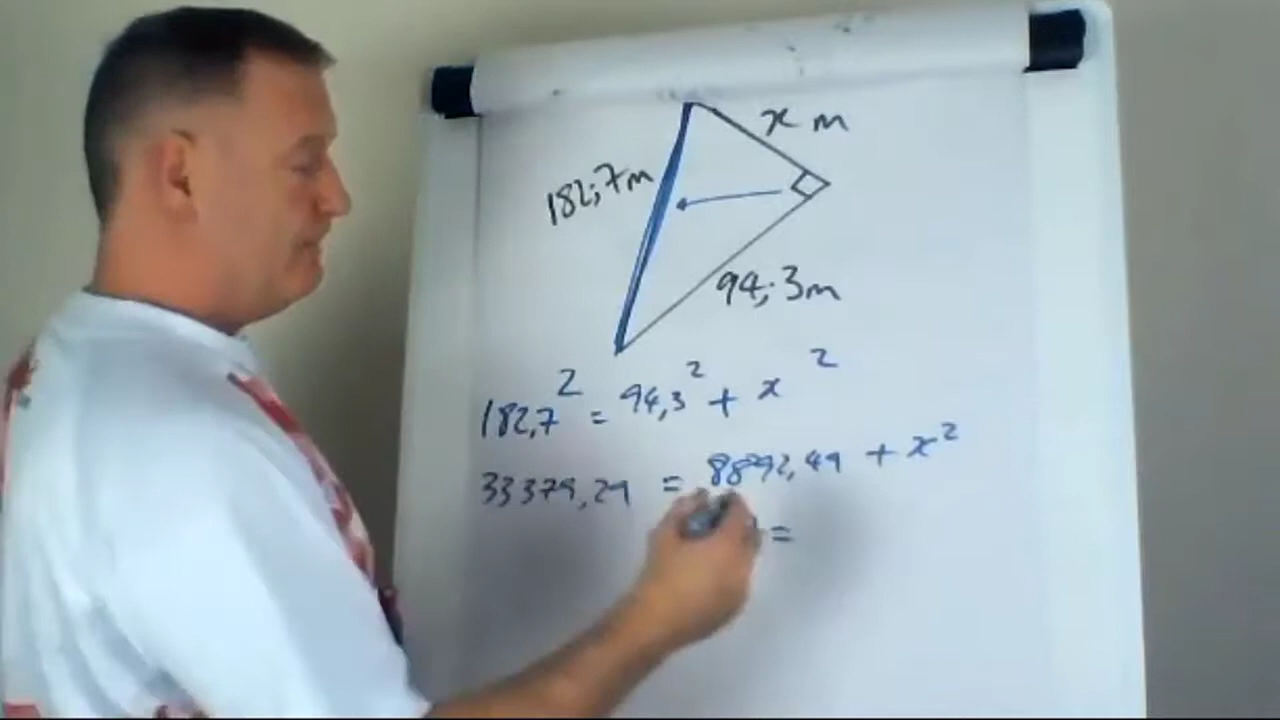 x m
182,7m
94,3m
182,7² = 94,3² + x²
33379,29 = 8892,49 + x²
=